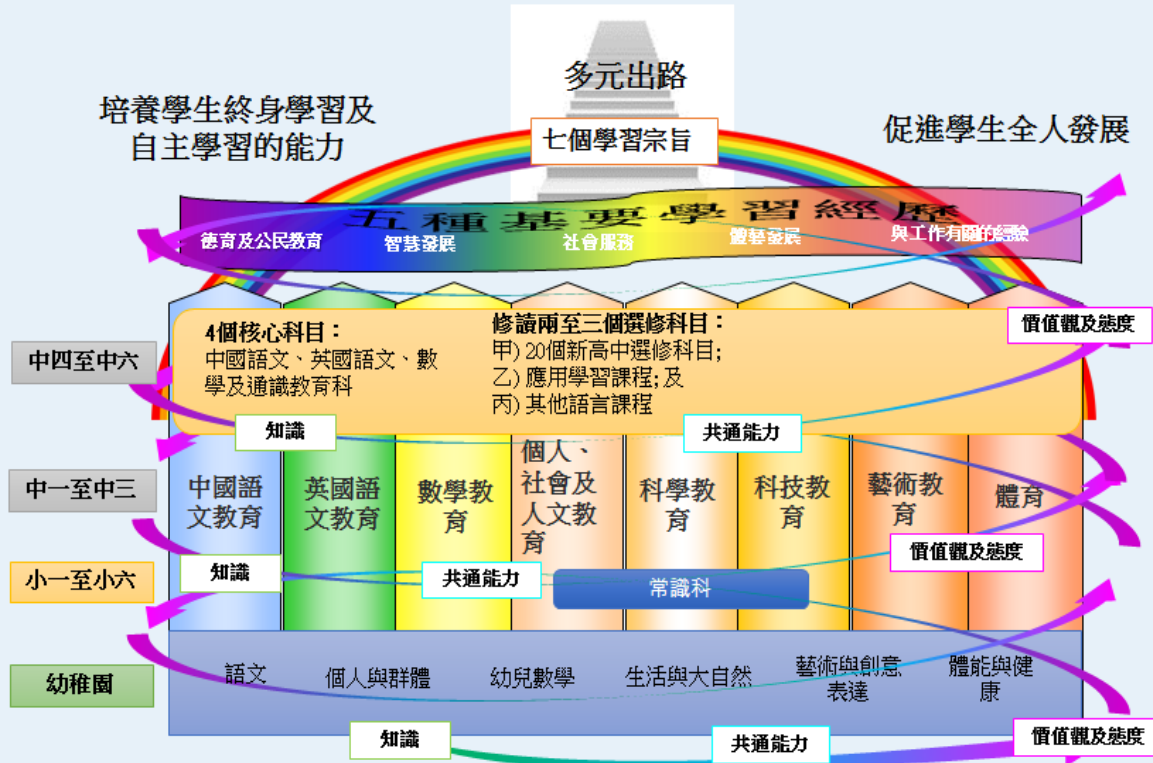 多元出路
培養學生終身學習及
自主學習的能力
七個學習宗旨
促進學生全人發展
五種基要學習經歷
德育及公民教育
智慧發展
社會服務
體藝發展
與工作有關的經驗
中四至中六
4個核心科目：
中國語文、英國語文、數
學及通識教育科
修讀兩至三個選修科目：
甲) 20個新高中選修科目;
乙) 應用學習課程; 及
丙) 其他語言課程
價值觀及態度
知識
共通能力
中一至中三
中國語
文教育
英國語
文教育
數學教
育
個人、
社會及
人文教
育
科學教
育
科技教
育
藝術教
育
體育
價值觀及態度
小一至小六
知識
共通能力
常識科
幼稚園
語文
個人與群體
幼兒數學
生活與大自然
藝術與創意
表達
體能與健
康
知識
共通能力
價值觀及態度